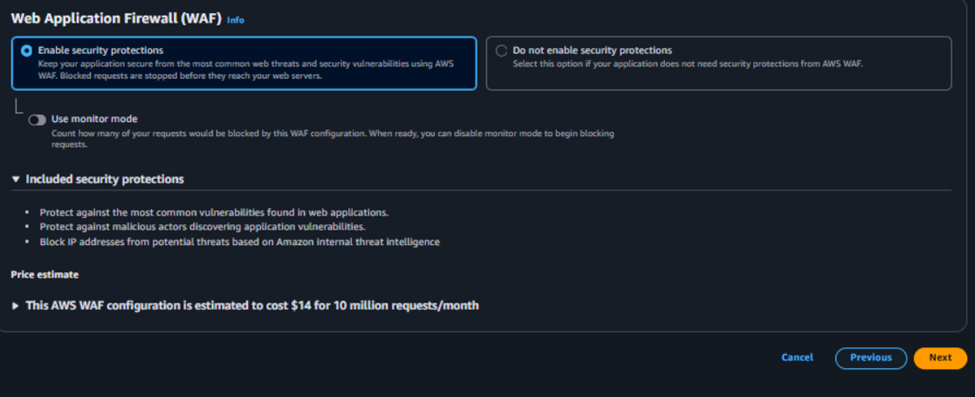 Web Application Firewall (WAF) Info
Enable security protections
Keep your application secure from the most common web threats and security vulnerabilities using AWS
WAF. Blocked requests are stopped before they reach your web servers.
Do not enable security protections
Select this option if your application does not need security protections from AWS WAF.
Use monitor mode
Count how many of your requests would be blocked by this WAF configuration. When ready, you can disable monitor mode to begin blocking
requests.
Included security protections
• Protect against the most common vulnerabilities found in web applications.
• Protect against malicious actors discovering application vulnerabilities.
• Block IP addresses from potential threats based on Amazon internal threat intelligence
Price estimate
This AWS WAF configuration is estimated to cost $14 for 10 million requests/month
Cancel Previous Next